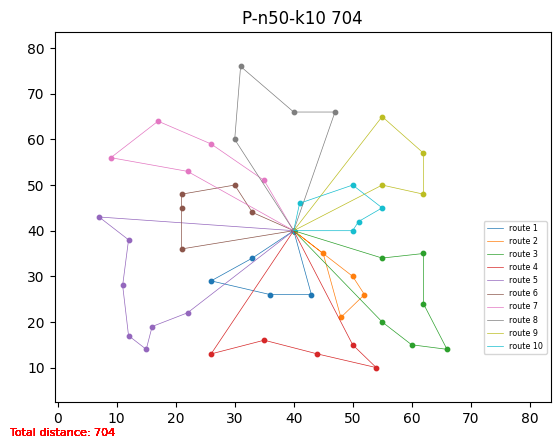 P-n50-k10 704
80
70
60
50
40
30
20
10
0 10 20 30 40 50 60 70 80
route 1
route 2
route 3
route 4
route 5
route 6
route 7
route 8
route 9
route 10
Total distance: 704